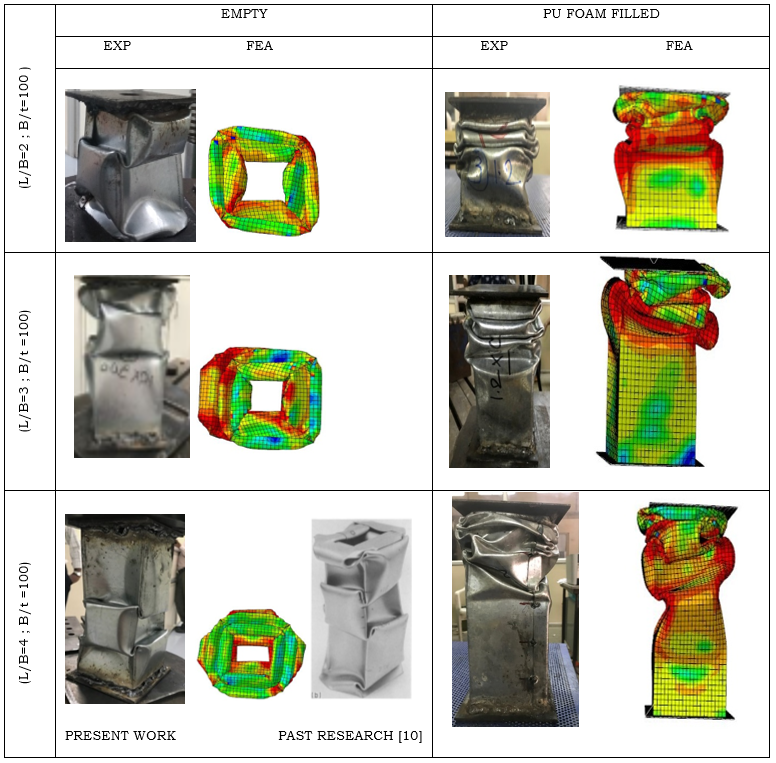 EMPTY
PU FOAM FILLED
EXP
FEA
EXP
FEA
(L/B=2 ; B/t=100 )
(L/B=3 ; B/t =100)
(L/B=4 ; B/t =100)
(b)
PRESENT WORK
PAST RESEARCH [10]